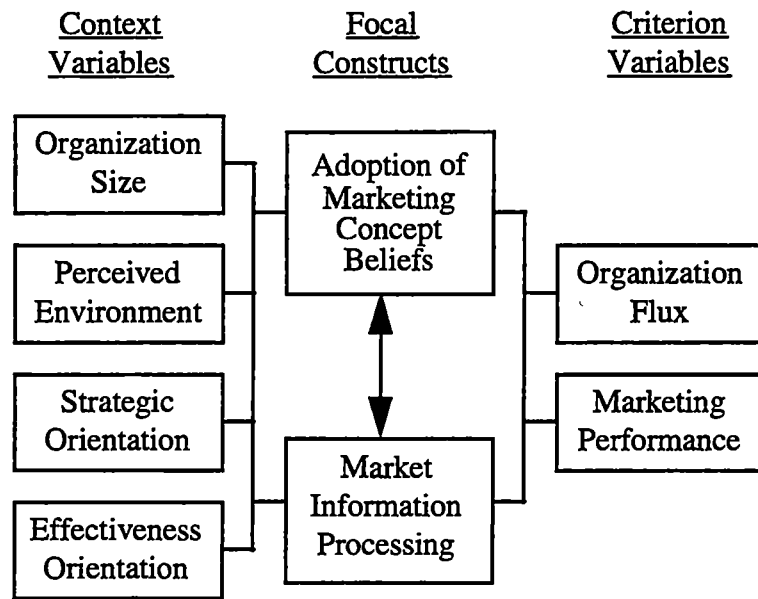 Context
Variables
Focal
Constructs
Criterion
Variables
Organization
Size
Perceived
Environment
Strategic
Orientation
Effectiveness
Orientation
Adoption of
Marketing
Concept
Beliefs
Market
Information
Processing
Organization
Flux
Marketing
Performance